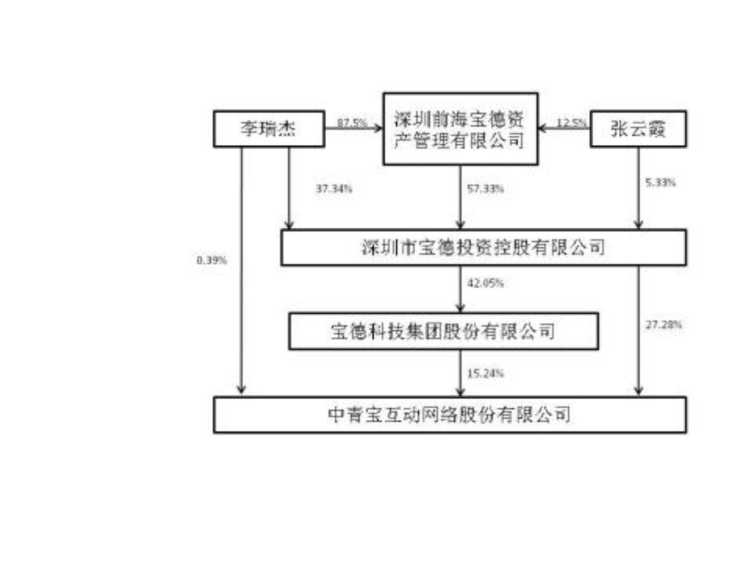 李瑞杰
87.5%
深圳前海宝德资
产管理有限公司
12.5%
张云霞
37.34%
57.33%
5.33%
深圳市宝德投资控股有限公司
0.39%
42.05%
27.28%
宝德科技集团股份有限公司
15.24%
中青宝互动网络股份有限公司